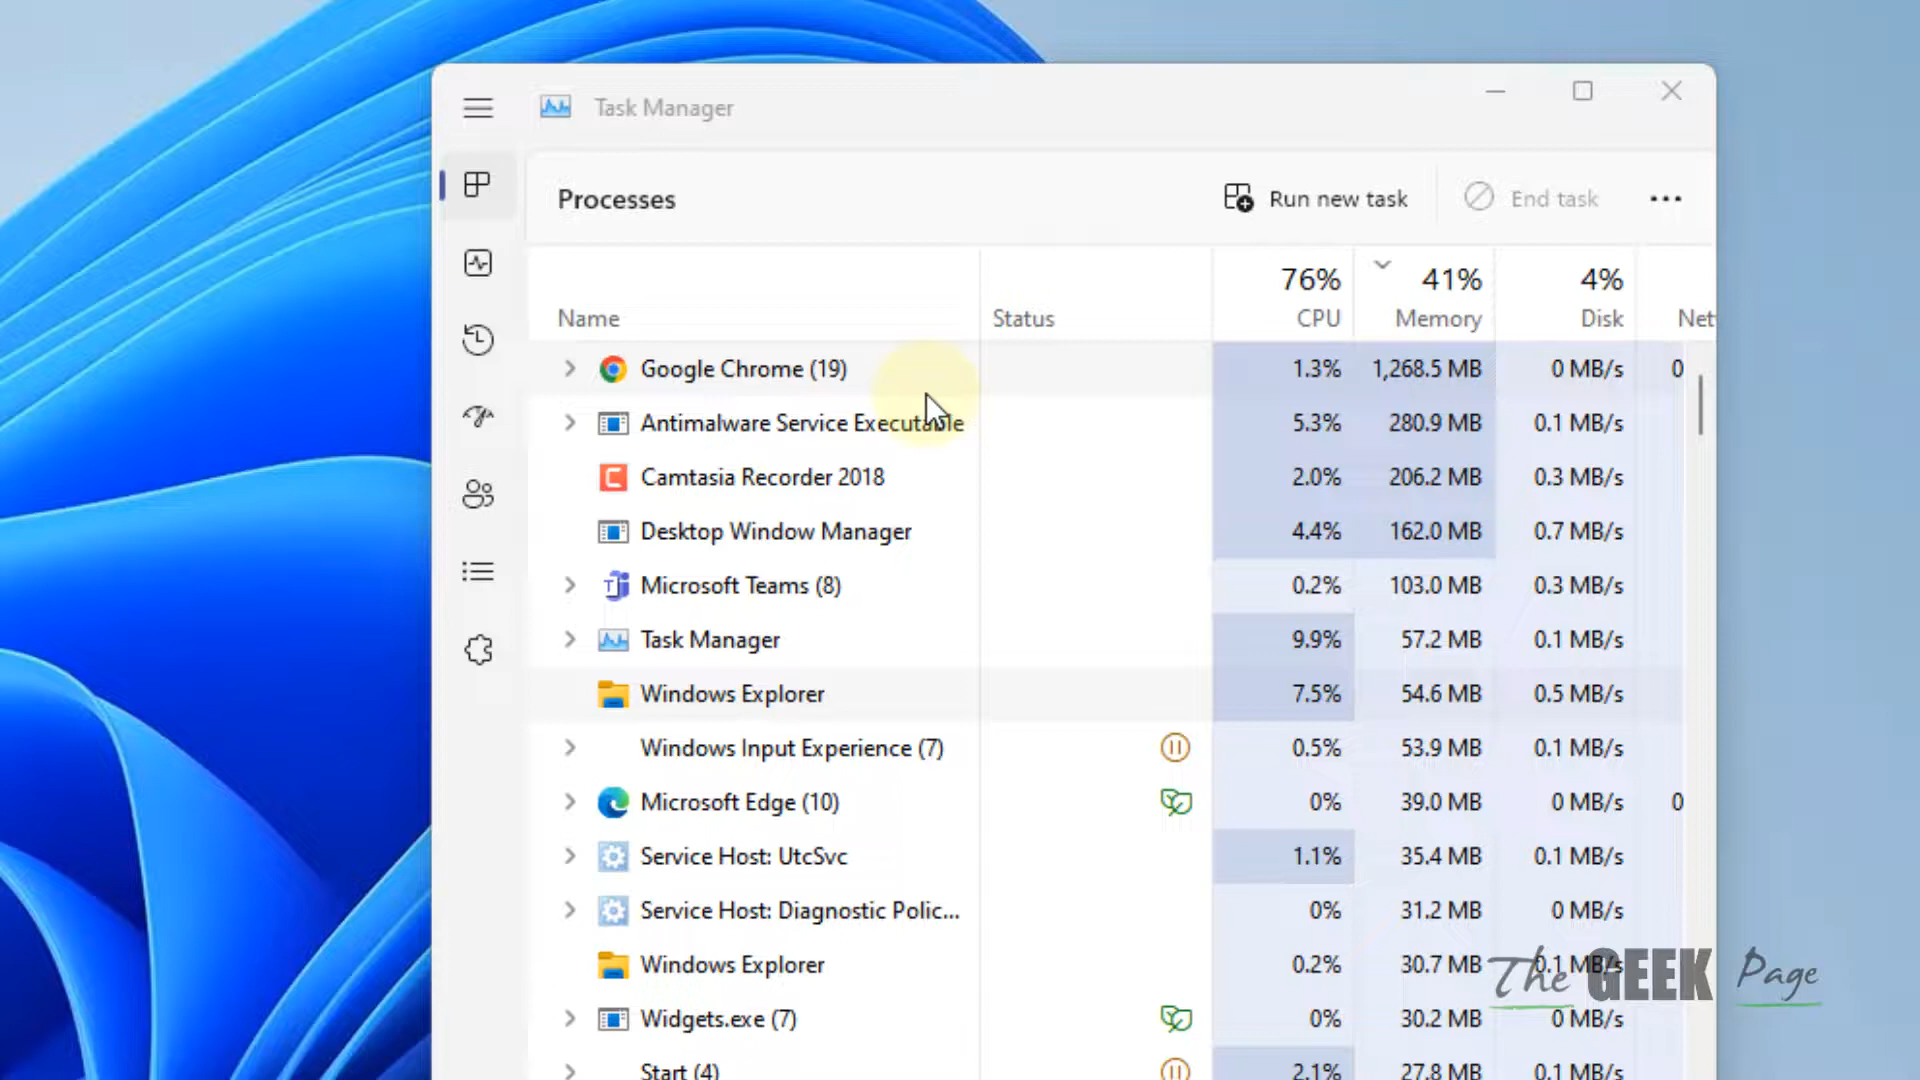 Task Manager
Processes
Run new task
End task
76% 41% 4%
Name Status CPU Memory Disk Net
Google Chrome (19) 1.3% 1,268.5 MB 0 MB/s 0
Antimalware Service Executable 5.3% 280.9 MB 0.1 MB/s
Camtasia Recorder 2018 2.0% 206.2 MB 0.3 MB/s
Desktop Window Manager 4.4% 162.0 MB 0.7 MB/s
Microsoft Teams (8) 0.2% 103.0 MB 0.3 MB/s
Task Manager 9.9% 57.2 MB 0.1 MB/s
Windows Explorer 7.5% 54.6 MB 0.5 MB/s
Windows Input Experience (7) 0.5% 53.9 MB 0.1 MB/s
Microsoft Edge (10) 0% 39.0 MB 0 MB/s 0
Service Host: UtcSvc 1.1% 35.4 MB 0.1 MB/s
Service Host: Diagnostic Polic... 0% 31.2 MB 0 MB/s
Windows Explorer 0.2% 30.7 MB 0.1 MB/s
The GEEK Page
Widgets.exe (7) 0% 30.2 MB 0 MB/s
Start (4) 2.1% 27.8 MB 0.1 MB/s